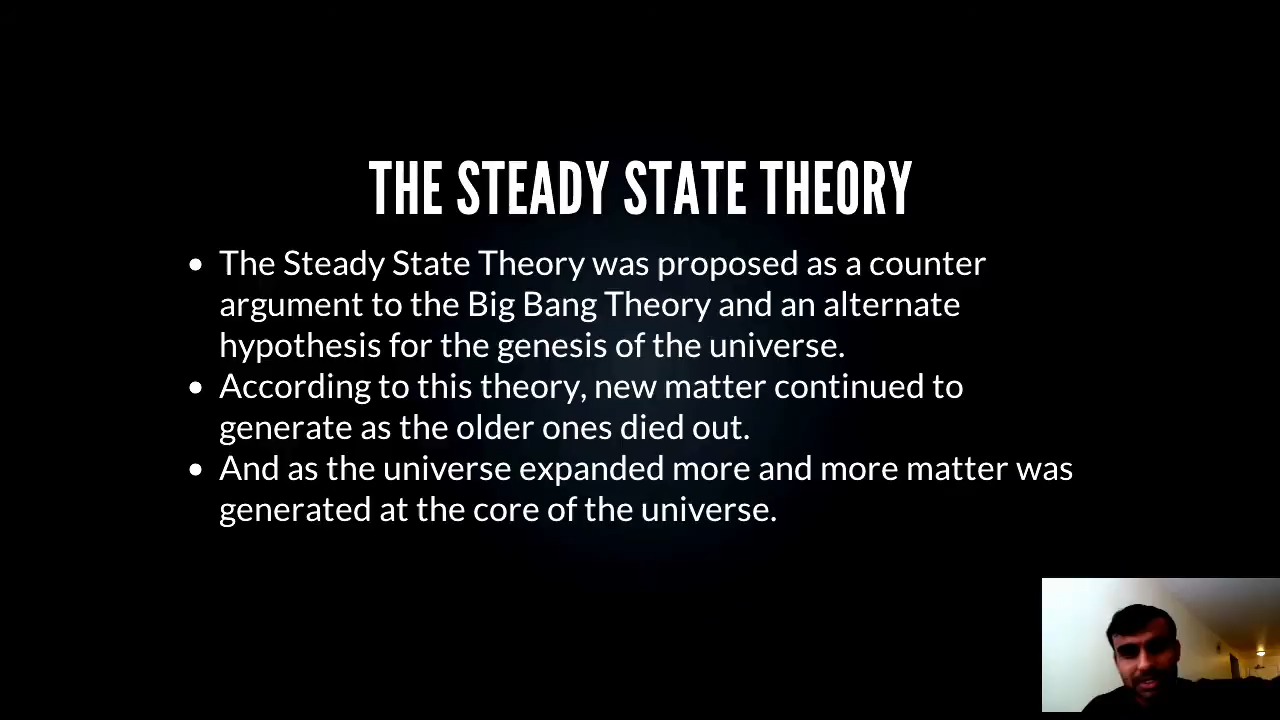 THE STEADY STATE THEORY
• The Steady State Theory was proposed as a counter
argument to the Big Bang Theory and an alternate
hypothesis for the genesis of the universe.
• According to this theory, new matter continued to
generate as the older ones died out.
• And as the universe expanded more and more matter was
generated at the core of the universe.